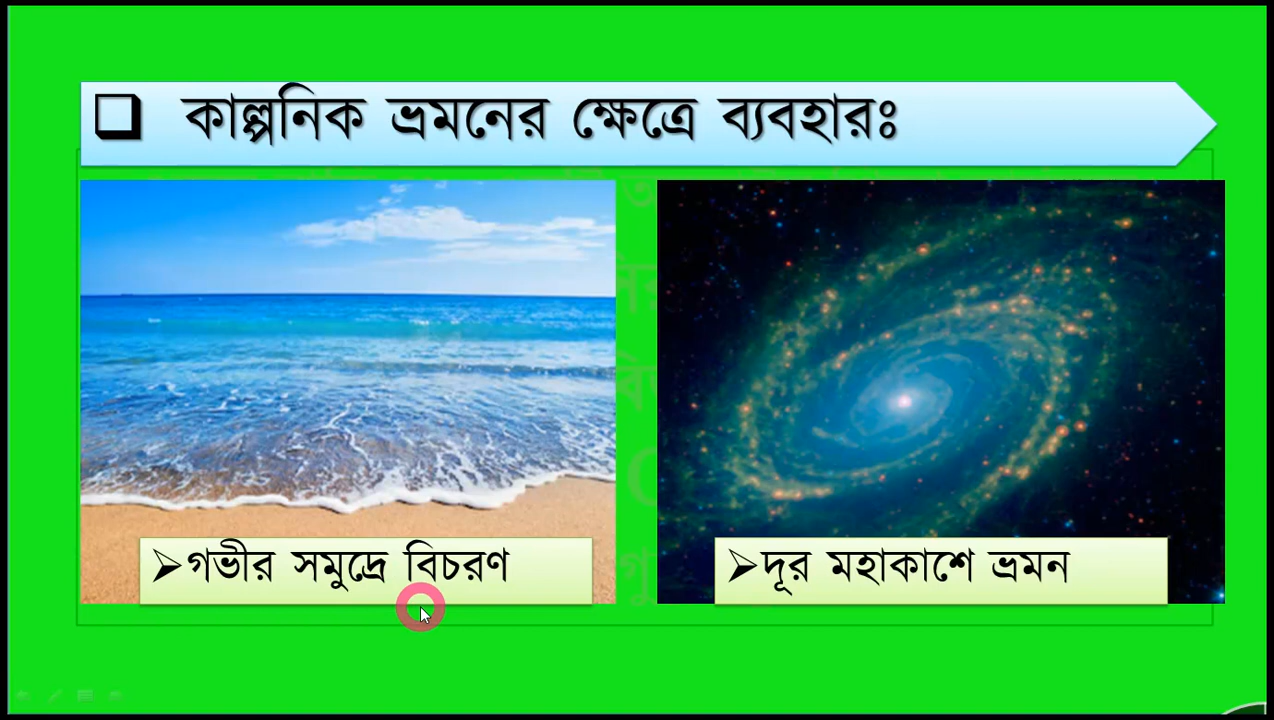 কাল্পনিক ভ্রমনের ক্ষেত্রে ব্যবহারঃ
গভীর সমুদ্রে বিচরণ
দূর মহাকাশে ভ্রমন